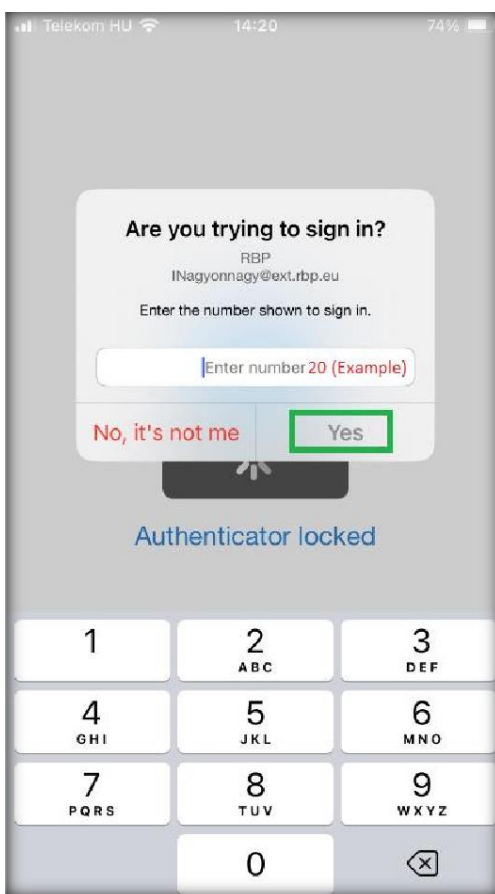 Telekom HU 14:20 74%
Are you trying to sign in?
RBP
INagyonnagy@ext.rbp.eu
Enter the number shown to sign in.
Enter number 20 (Example)
No, it's not me Yes
Authenticator locked
1 2 3
ABC DEF
4 5 6
GHI JKL MNO
7 8 9
PQRS TUV WXYZ
0